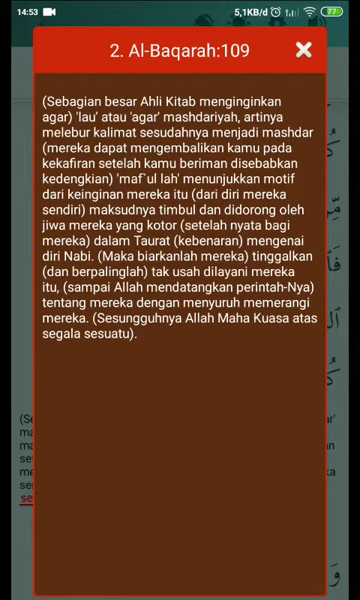 14:53
5,1KB/d
77
2. Al-Baqarah:109
(Sebagian besar Ahli Kitab menginginkan
agar) 'lau' atau 'agar' mashdariyah, artinya
melebur kalimat sesudahnya menjadi mashdar
(mereka dapat mengembalikan kamu pada
kekafiran setelah kamu beriman disebabkan
kedengkian) 'maf`ul lah' menunjukkan motif
dari keinginan mereka itu (dari diri mereka
sendiri) maksudnya timbul dan didorong oleh
jiwa mereka yang kotor (setelah nyata bagi
mereka) dalam Taurat (kebenaran) mengenai
diri Nabi. (Maka biarkanlah mereka) tinggalkan
(dan berpalinglah) tak usah dilayani mereka
itu, (sampai Allah mendatangkan perintah-Nya)
tentang mereka dengan menyuruh memerangi
mereka. (Sesungguhnya Allah Maha Kuasa atas
segala sesuatu).